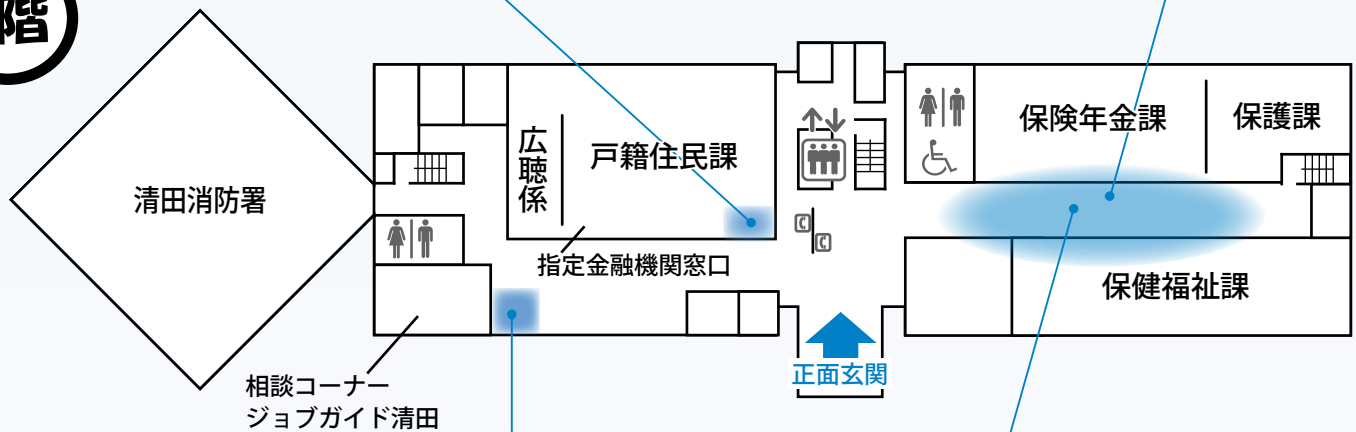 階
清田消防署
広聴係
戸籍住民課
指定金融機関窓口
保険年金課
保護課
保健福祉課
正面玄関
相談コーナー
ジョブガイド清田